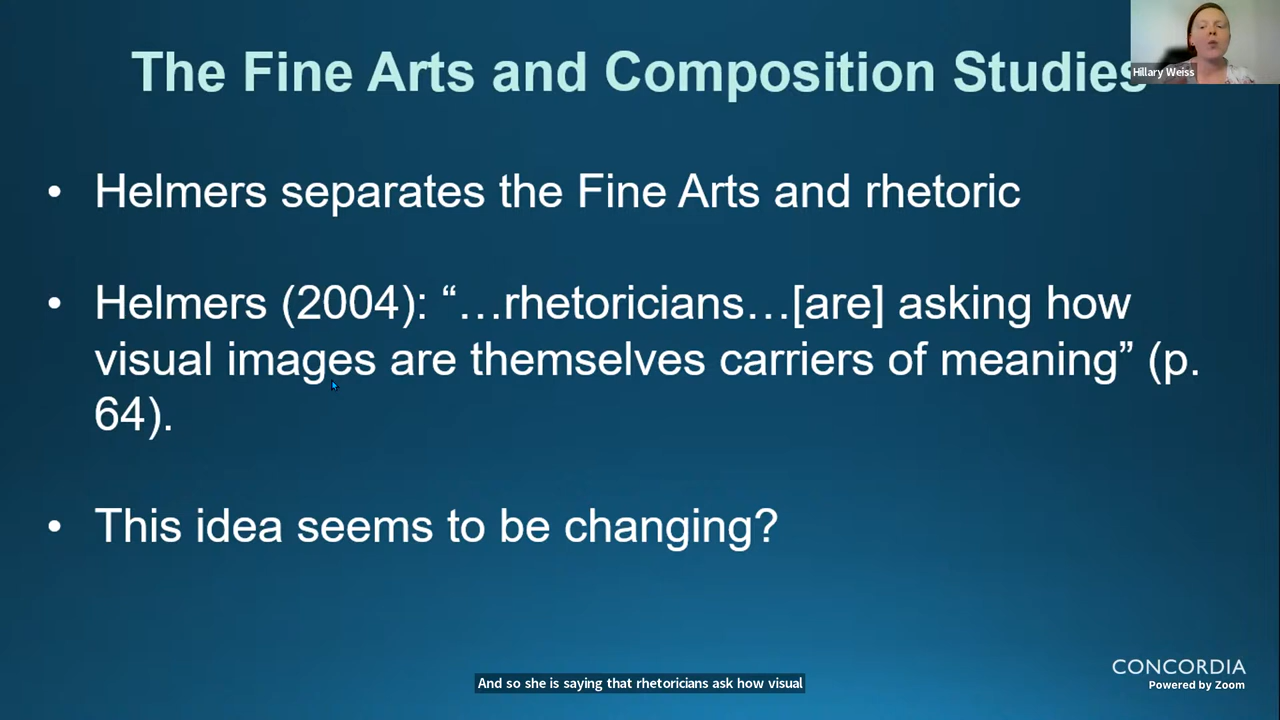 The Fine Arts and Composition Studies
Hillary Weiss
• Helmers separates the Fine Arts and rhetoric
• Helmers (2004): “…rhetoricians…[are] asking how
visual images are themselves carriers of meaning” (p.
64).
• This idea seems to be changing?
CONCORDIA
Powered by Zoom
And so she is saying that rhetoricians ask how visual